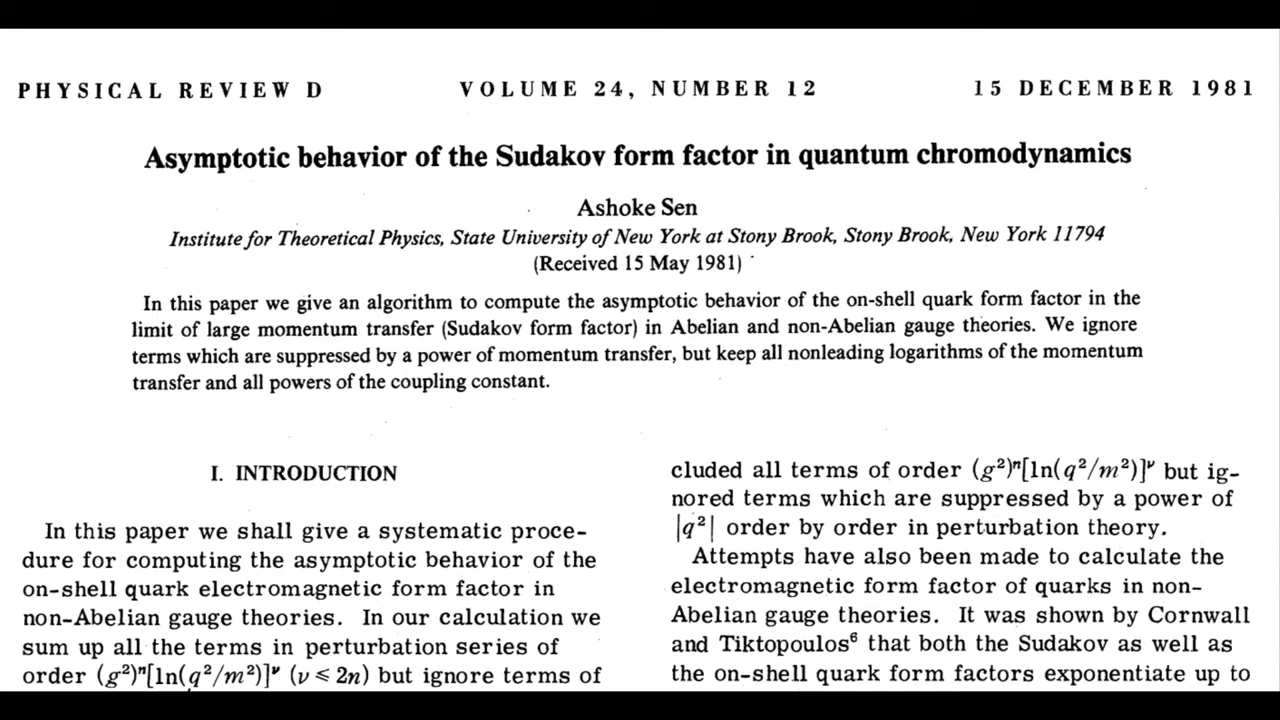 PHYSICAL REVIEW D VOLUME 24, NUMBER 12 15 DECEMBER 1981
Asymptotic behavior of the Sudakov form factor in quantum chromodynamics
Ashoke Sen
Institute for Theoretical Physics, State University of New York at Stony Brook, Stony Brook, New York 11794
(Received 15 May 1981)
In this paper we give an algorithm to compute the asymptotic behavior of the on-shell quark form factor in the
limit of large momentum transfer (Sudakov form factor) in Abelian and non-Abelian gauge theories. We ignore
terms which are suppressed by a power of momentum transfer, but keep all nonleading logarithms of the momentum
transfer and all powers of the coupling constant.
I. INTRODUCTION
In this paper we shall give a systematic proce-
dure for computing the asymptotic behavior of the
on-shell quark electromagnetic form factor in
non-Abelian gauge theories. In our calculation we
sum up all the terms in perturbation series of
order (g²)ⁿ[ln(q²/m²)]^ν (ν ≤ 2n) but ignore terms of
cluded all terms of order (g²)ⁿ[ln(q²/m²)]^ν but ig-
nored terms which are suppressed by a power of
|q²| order by order in perturbation theory.
Attempts have also been made to calculate the
electromagnetic form factor of quarks in non-
Abelian gauge theories. It was shown by Cornwall
and Tiktopoulos⁶ that both the Sudakov as well as
the on-shell quark form factors exponentiate up to